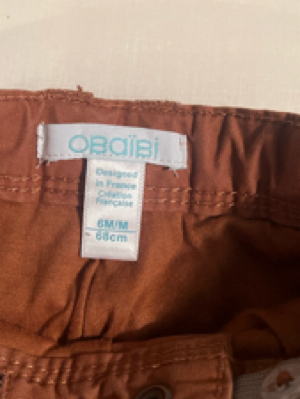 OBaïBi
Designed
in France
Création
Française
6M/M
68cm